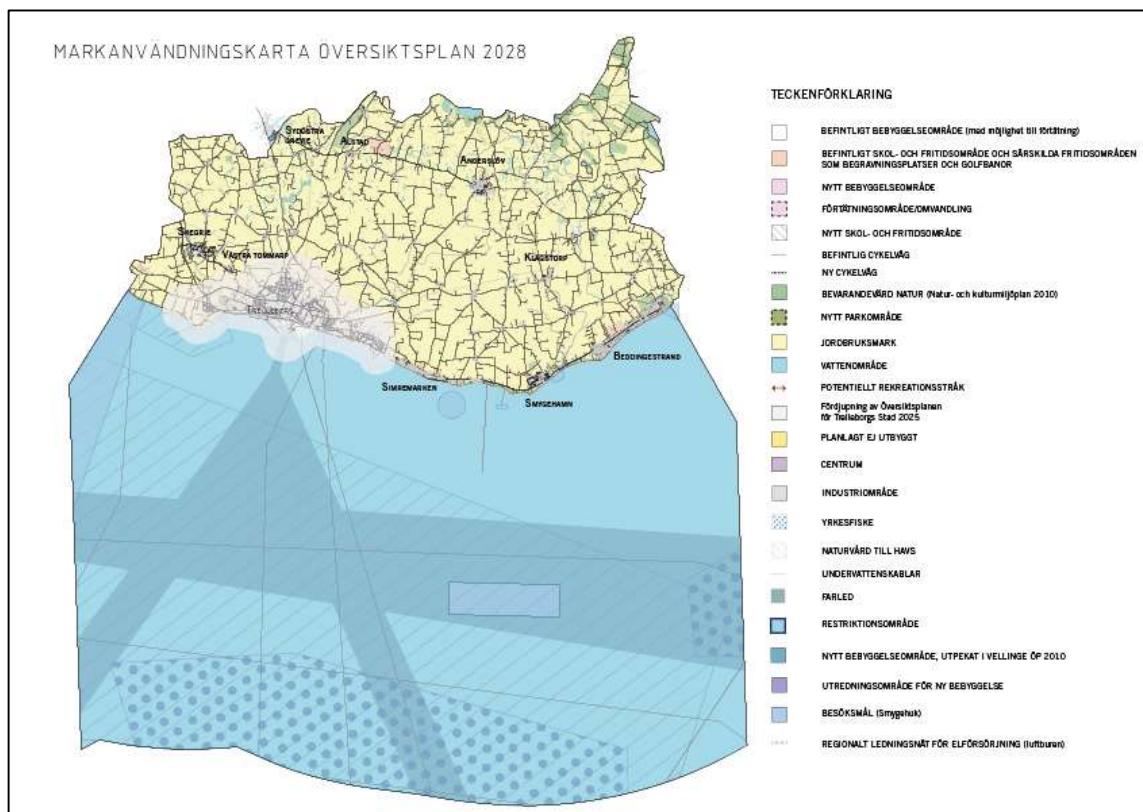 MARKANVÄNDNINGSKARTA ÖVERSIKTSPLAN 2028
SYDÖSTRA
GREVIE
ALSTAD
ANDERSLÖV
SKEGRIE
VÄSTRA TOMMARP
KLAGSTORP
TRELLEBORG
BEDDINGESTRAND
SIMREMARKEN
SMYGEHAMN
TECKENFÖRKLARING
BEFINTLIGT BEBYGGELSEOMRÅDE (med möjlighet till förtätning)
BEFINTLIGT SKOL- OCH FRITIDSOMRÅDE OCH SÄRSKILDA FRITIDSOMRÅDEN
SOM BEGRAVNINGSPLATSER OCH GOLFBANOR
NYTT BEBYGGELSEOMRÅDE
FÖRTÄTNINGSOMRÅDE/OMVANDLING
NYTT SKOL- OCH FRITIDSOMRÅDE
BEFINTLIG CYKELVÄG
NY CYKELVÄG
BEVARANDEVÄRD NATUR (Natur- och kulturmiljöplan 2010)
NYTT PARKOMRÅDE
JORDBRUKSMARK
VATTENOMRÅDE
POTENTIELLT REKREATIONSSTRÅK
Fördjupning av Översiktsplanen
för Trelleborgs Stad 2025
PLANLAGT EJ UTBYGGT
CENTRUM
INDUSTRIOMRÅDE
YRKESFISKE
NATURVÅRD TILL HAVS
UNDERVATTENSKABLAR
FARLED
RESTRIKTIONSOMRÅDE
NYTT BEBYGGELSEOMRÅDE, UTPEKAT I VELLINGE ÖP 2010
UTREDNINGSOMRÅDE FÖR NY BEBYGGELSE
BESÖKSMÅL (Smygehuk)
REGIONALT LEDNINGSNÄT FÖR ELFÖRSÖRJNING (luftburen)